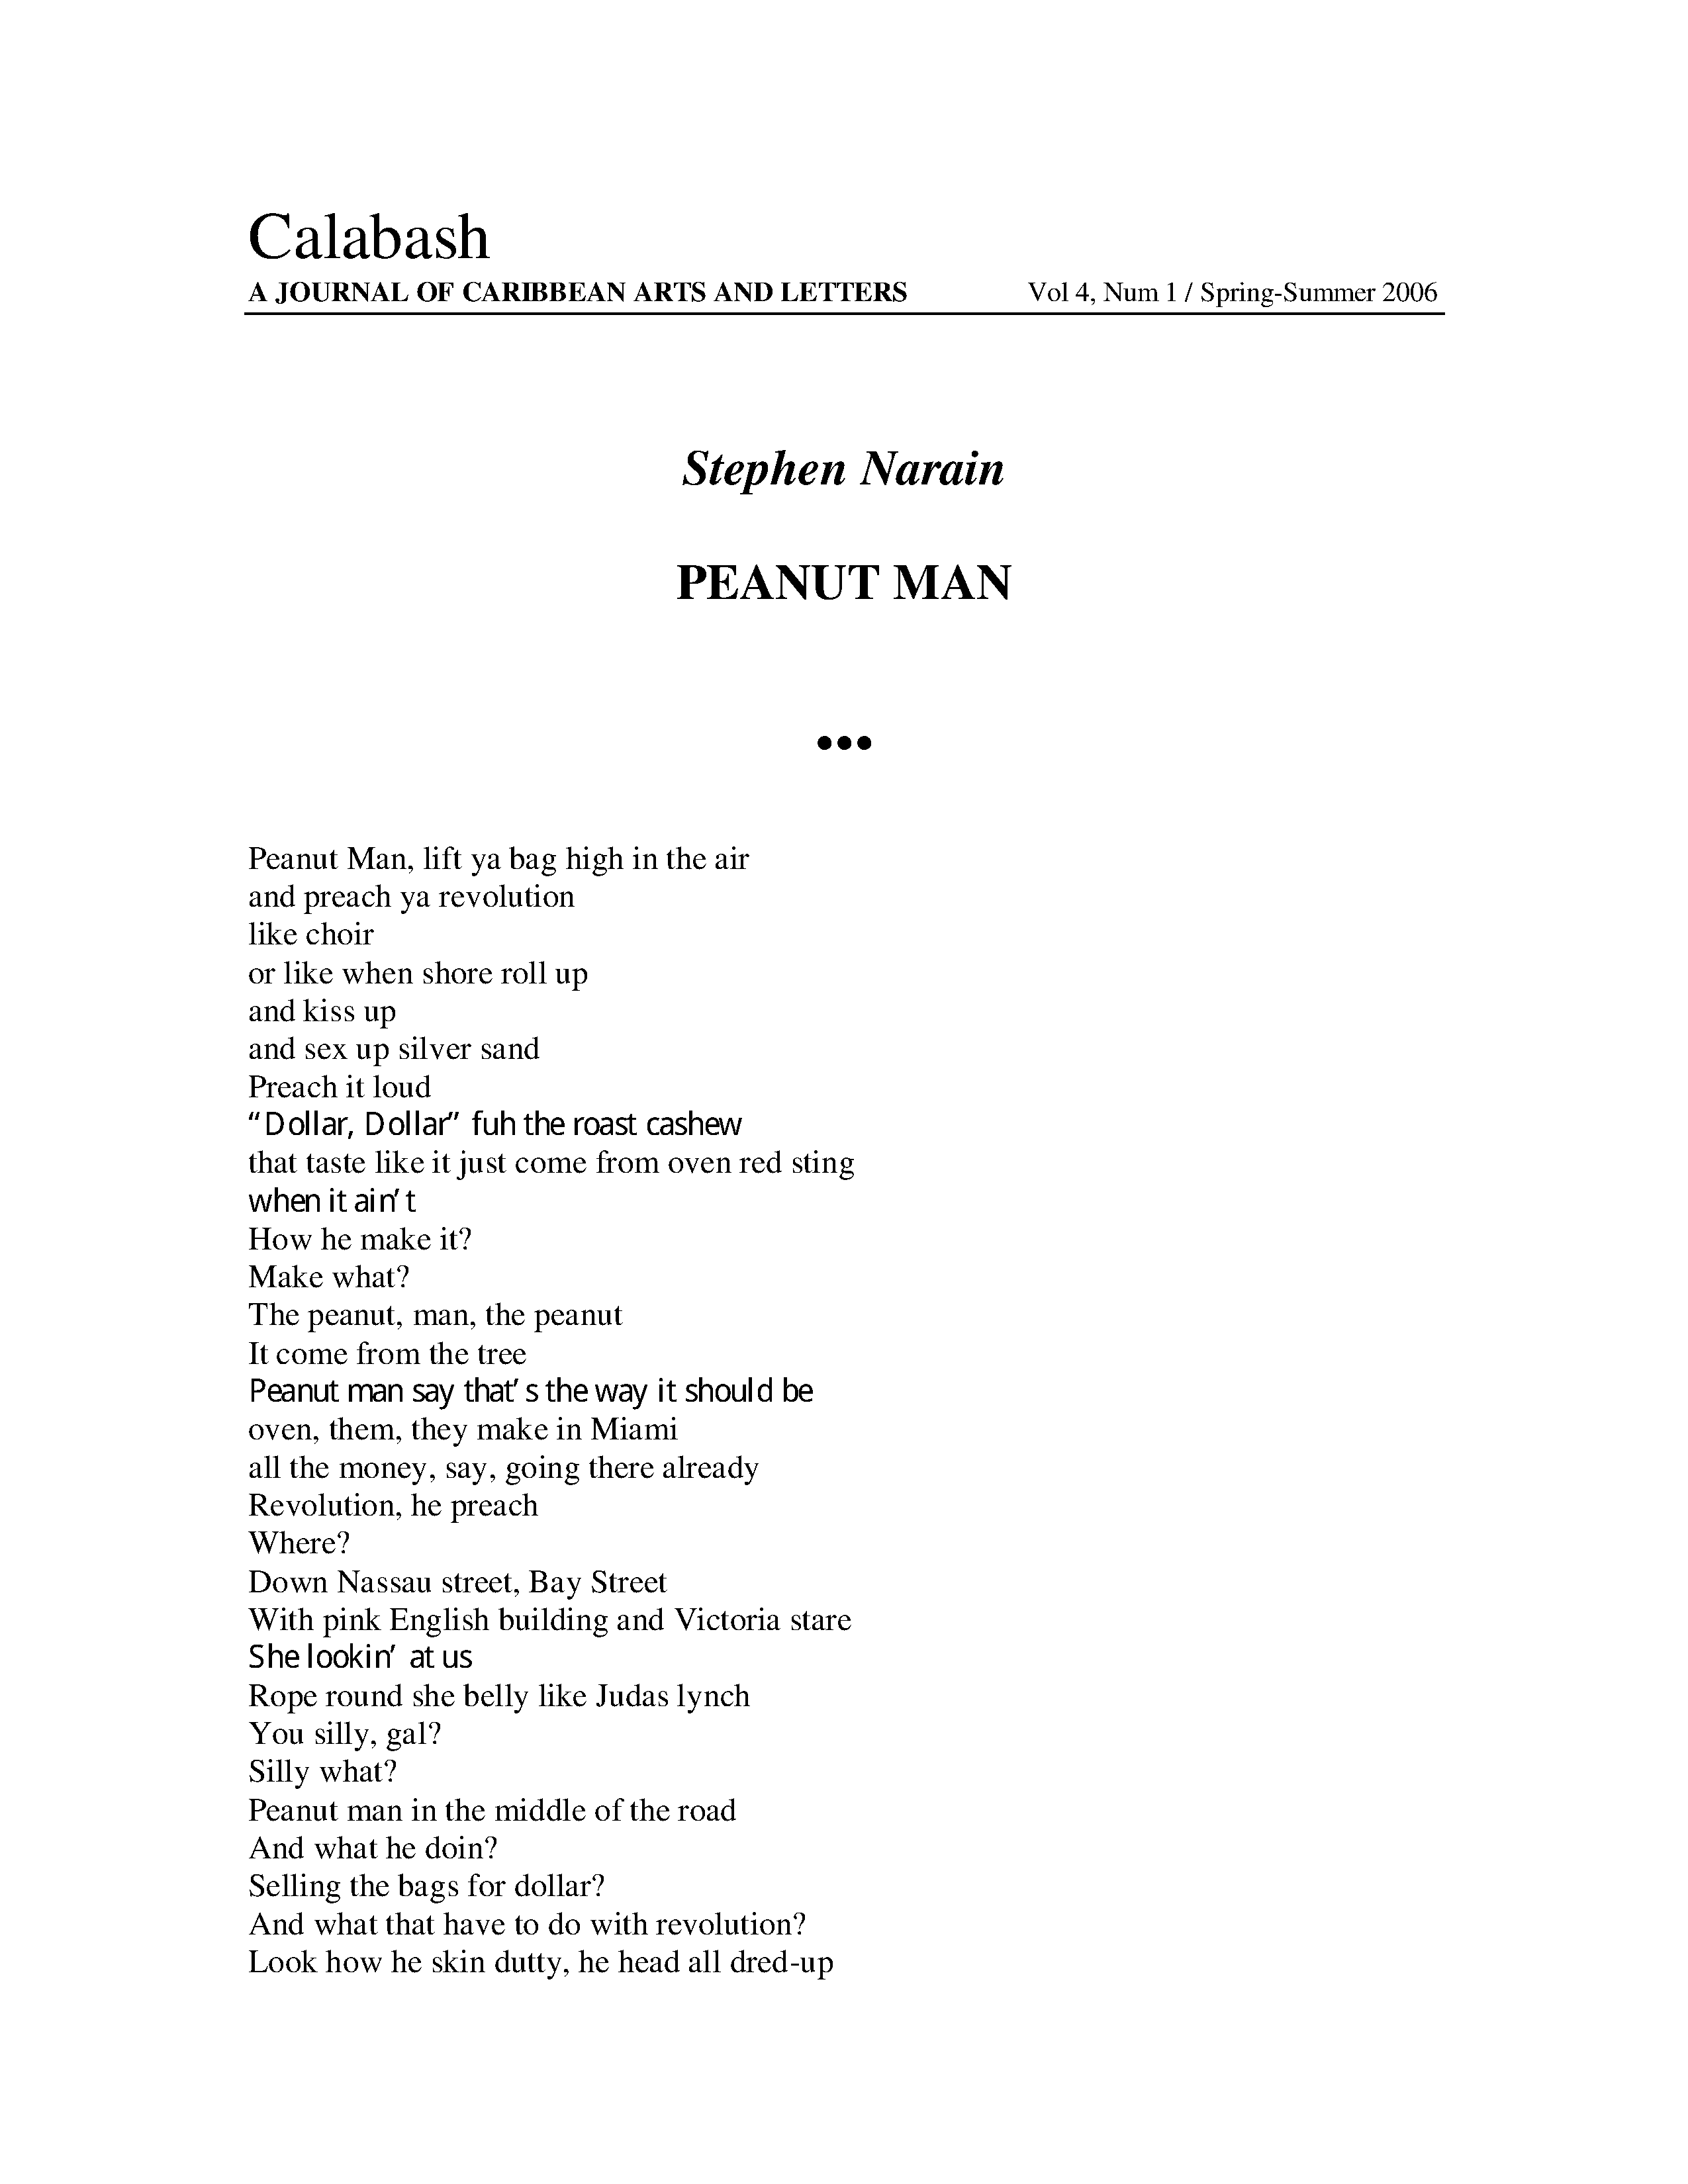 Calabash
A JOURNAL OF CARIBBEAN ARTS AND LETTERS Vol 4, Num 1 / Spring-Summer 2006
Stephen Narain
PEANUT MAN
•••
Peanut Man, lift ya bag high in the air
and preach ya revolution
like choir
or like when shore roll up
and kiss up
and sex up silver sand
Preach it loud
“Dollar, Dollar” fuh the roast cashew
that taste like it just come from oven red sting
when it ain’t
How he make it?
Make what?
The peanut, man, the peanut
It come from the tree
Peanut man say that’s the way it should be
oven, them, they make in Miami
all the money, say, going there already
Revolution, he preach
Where?
Down Nassau street, Bay Street
With pink English building and Victoria stare
She lookin’ at us
Rope round she belly like Judas lynch
You silly, gal?
Silly what?
Peanut man in the middle of the road
And what he doin?
Selling the bags for dollar?
And what that have to do with revolution?
Look how he skin dutty, he head all dred-up